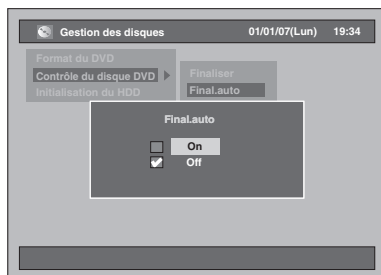 Gestion des disques 01/01/07(Lun) 19:34
Format du DVD
Contrôle du disque DVD
Finaliser
Initialisation du HDD
Final.auto
Final.auto
On
Off